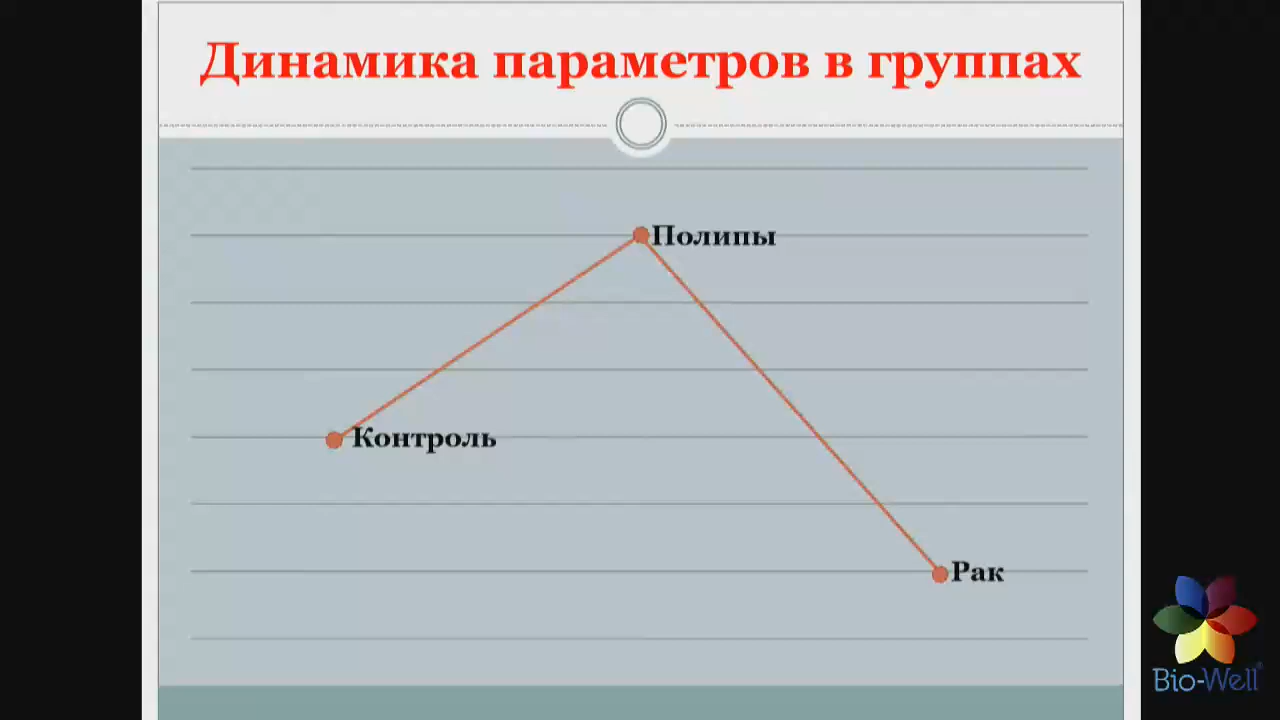 Динамика параметров в группах
Полипы
Контроль
Рак
Bio-Well®